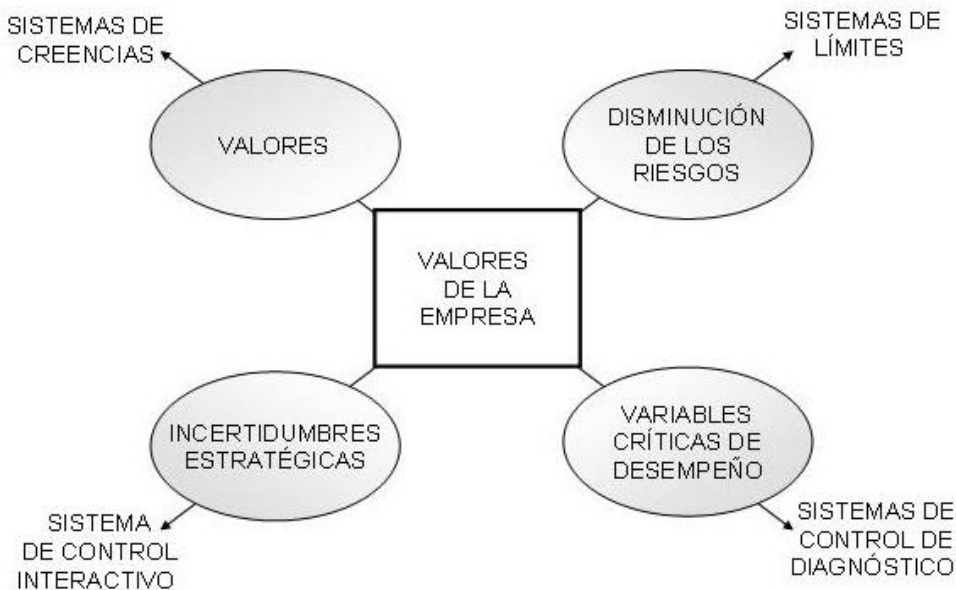 SISTEMAS DE
CREENCIAS
SISTEMAS DE
LÍMITES
VALORES
DISMINUCIÓN
DE LOS
RIESGOS
VALORES
DE LA
EMPRESA
INCERTIDUMBRES
ESTRATÉGICAS
VARIABLES
CRÍTICAS DE
DESEMPEÑO
SISTEMA
DE CONTROL
INTERACTIVO
SISTEMAS DE
CONTROL DE
DIAGNÓSTICO